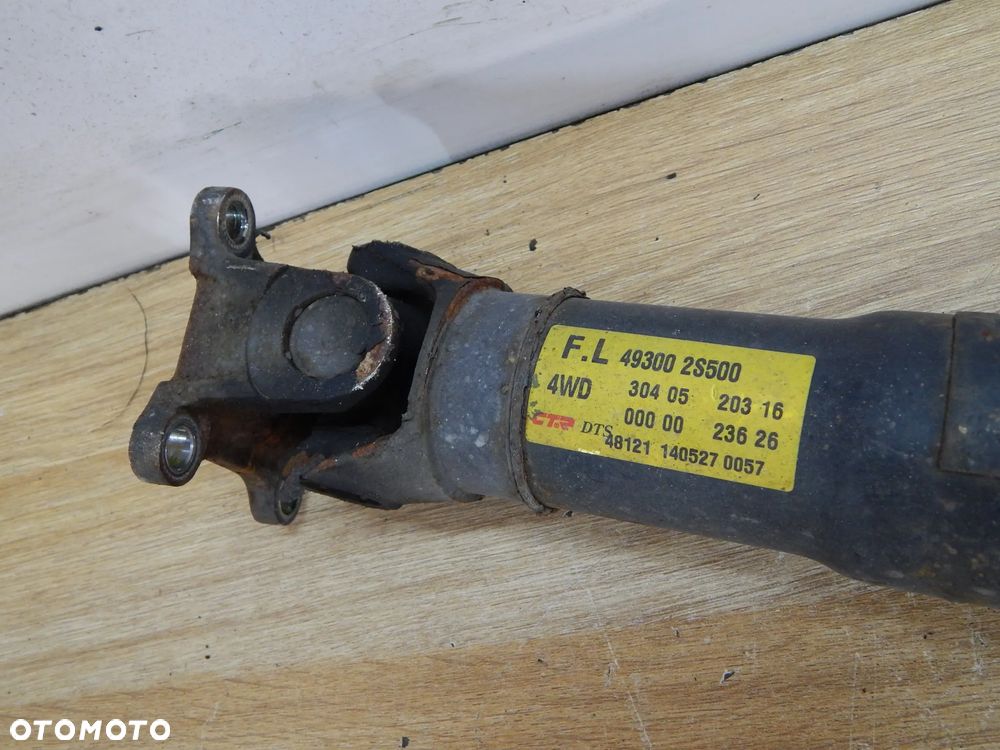 F.L 49300 2S500
4WD 304 05 203 16
000 00 236 26
CTR DTS 48121 140527 0057
OTOMOTO